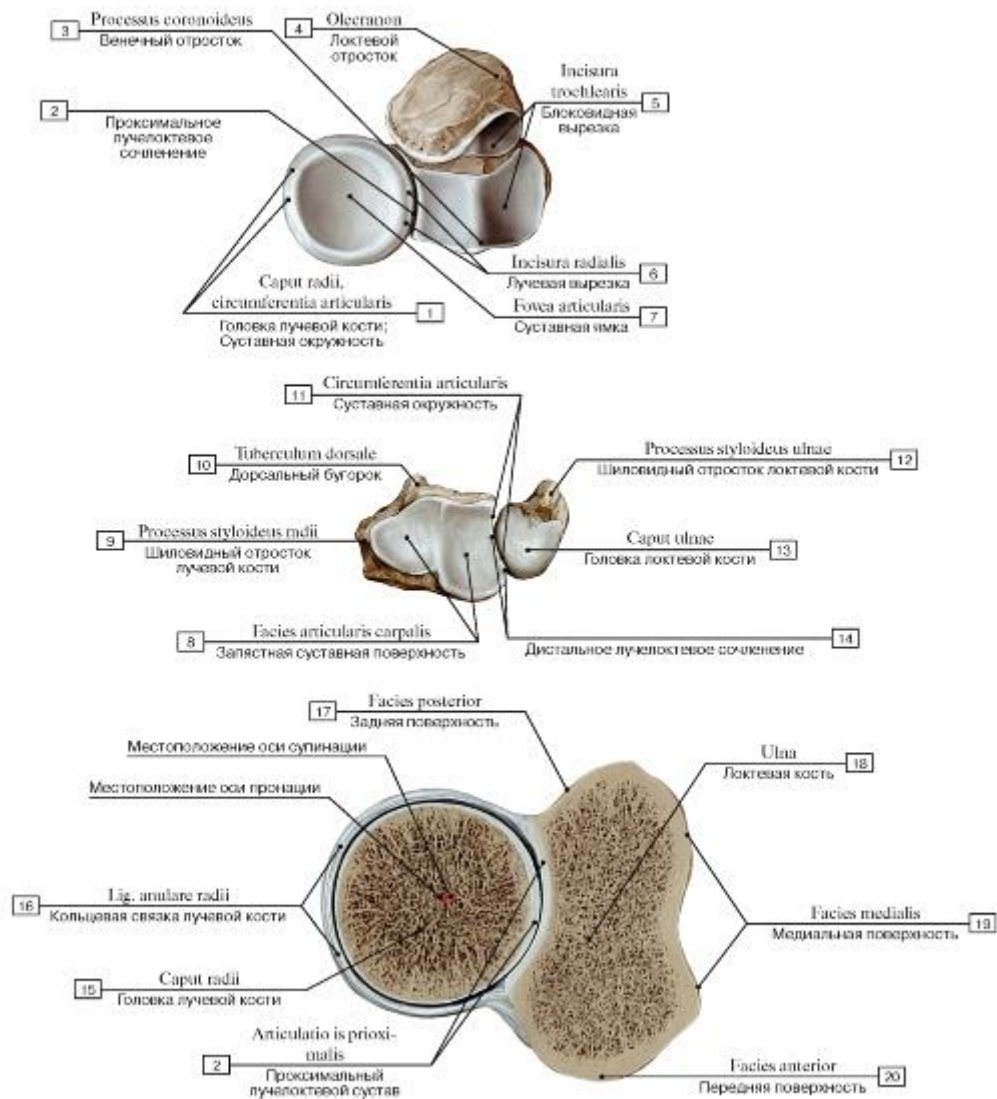 3
Processus coronoideus
Венечный отросток
4
Olecranon
Локтевой
отросток
Incisura
trochlearis
5
Блоковидная
вырезка
2
Проксимальное
лучелоктевое
сочленение
Caput radii,
circumferentia articularis
1
Головка лучевой кости;
Суставная окружность
Incisura radialis
6
Лучевая вырезка
Fovea articularis
7
Суставная ямка
11
Circumferentia articularis
Суставная окружность
10
Tuberculum dorsale
Дорсальный бугорок
Processus styloideus ulnae
12
Шиловидный отросток локтевой кости
9
Processus styloideus radii
Шиловидный отросток
лучевой кости
Caput ulnae
13
Головка локтевой кости
8
Facies articularis carpalis
Запястная суставная поверхность
14
Дистальное лучелоктевое сочленение
17
Facies posterior
Задняя поверхность
Местоположение оси супинации
Местоположение оси пронации
Ulna
18
Локтевая кость
16
Lig. anulare radii
Кольцевая связка лучевой кости
Facies medialis
19
Медиальная поверхность
15
Caput radii
Головка лучевой кости
2
Articulatio is prioxi-
malis
Проксимальный
лучелоктевой сустав
Facies anterior
20
Передняя поверхность